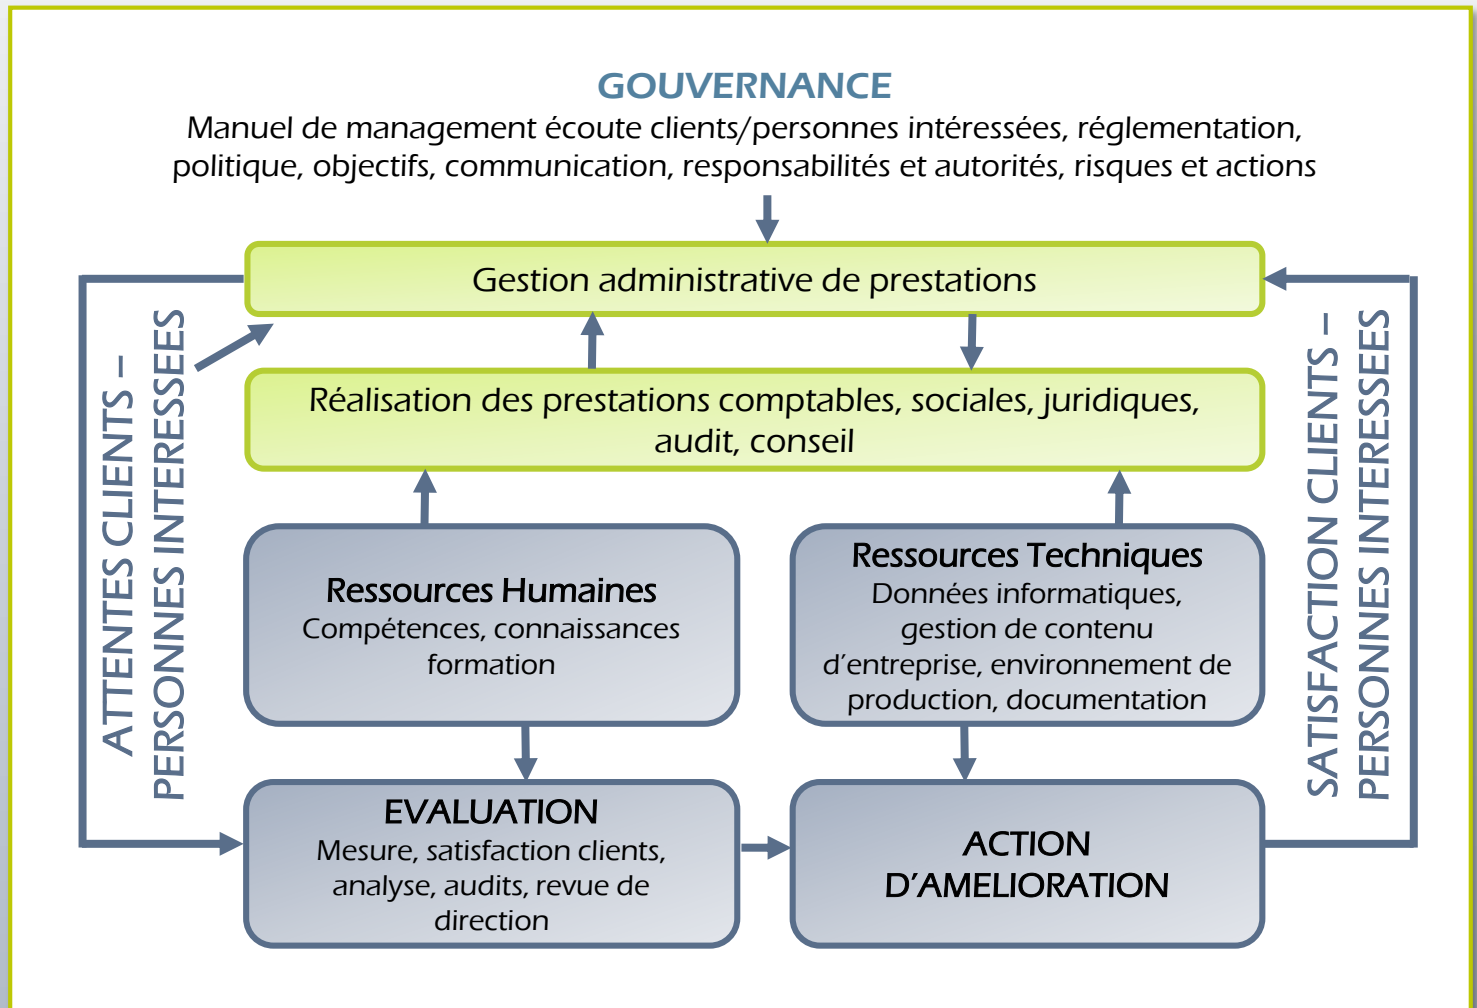 GOUVERNANCE
Manuel de management écoute clients/personnes intéressées, réglementation,
politique, objectifs, communication, responsabilités et autorités, risques et actions
Gestion administrative de prestations
ATTENTES CLIENTS –
PERSONNES INTERESSEES
Réalisation des prestations comptables, sociales, juridiques,
audit, conseil
SATISFACTION CLIENTS –
PERSONNES INTERESSEES
Ressources Humaines
Compétences, connaissances
formation
Ressources Techniques
Données informatiques,
gestion de contenu
d'entreprise, environnement de
production, documentation
EVALUATION
Mesure, satisfaction clients,
analyse, audits, revue de
direction
ACTION
D'AMELIORATION